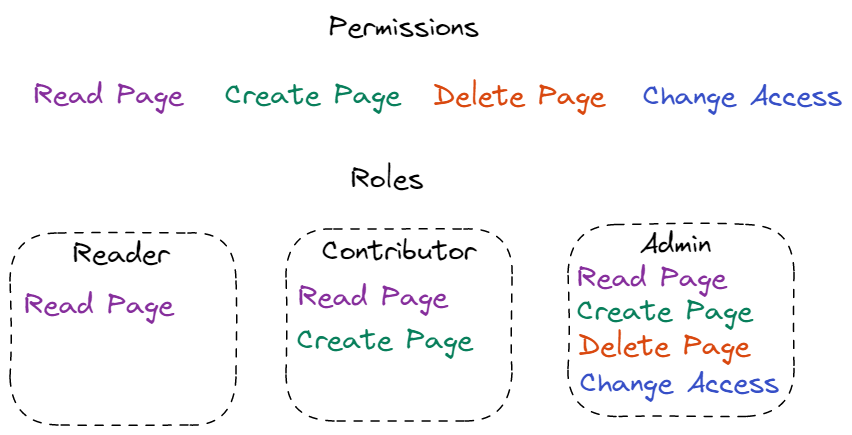 Permissions
Read Page Create Page Delete Page Change Access
Roles
Reader
Read Page
Contributor
Read Page
Create Page
Admin
Read Page
Create Page
Delete Page
Change Access